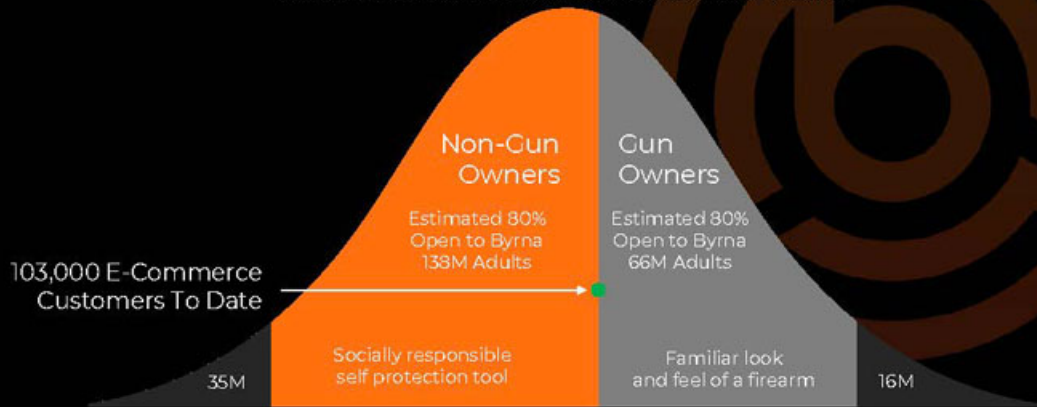 Non-Gun
Owners
Estimated 80%
Open to Byrna
138M Adults
Gun
Owners
Estimated 80%
Open to Byrna
66M Adults
103,000 E-Commerce
Customers To Date
Socially responsible
self protection tool
Familiar look
and feel of a firearm
35M
16M